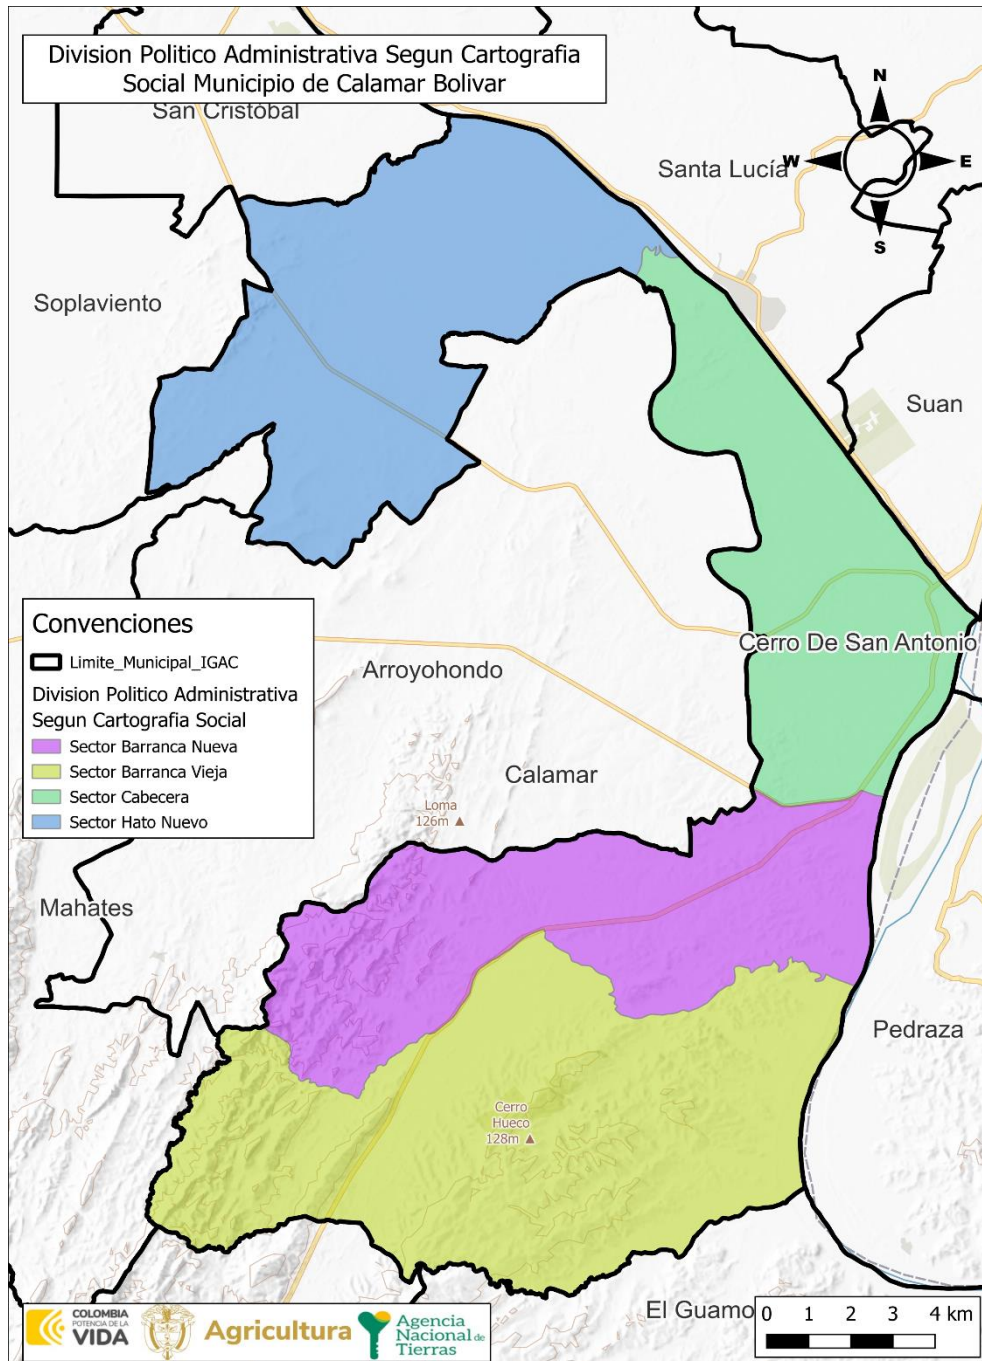 Division Politico Administrativa Segun Cartografia
Social Municipio de Calamar Bolivar
San Cristóbal
N
Santa Lucía
W
E
S
Soplaviento
Suan
Convenciones
Limite_Municipal_IGAC
Division Politico Administrativa
Segun Cartografia Social
Sector Barranca Nueva
Sector Barranca Vieja
Sector Cabecera
Sector Hato Nuevo
Cerro De San Antonio
Arroyohondo
Calamar
Loma
126m
Mahates
Pedraza
Cerro
Hueco
128m
El Guamo
0 1 2 3 4 km
COLOMBIA
POTENCIA DE LA
VIDA
Agricultura
Agencia
Nacional de
Tierras